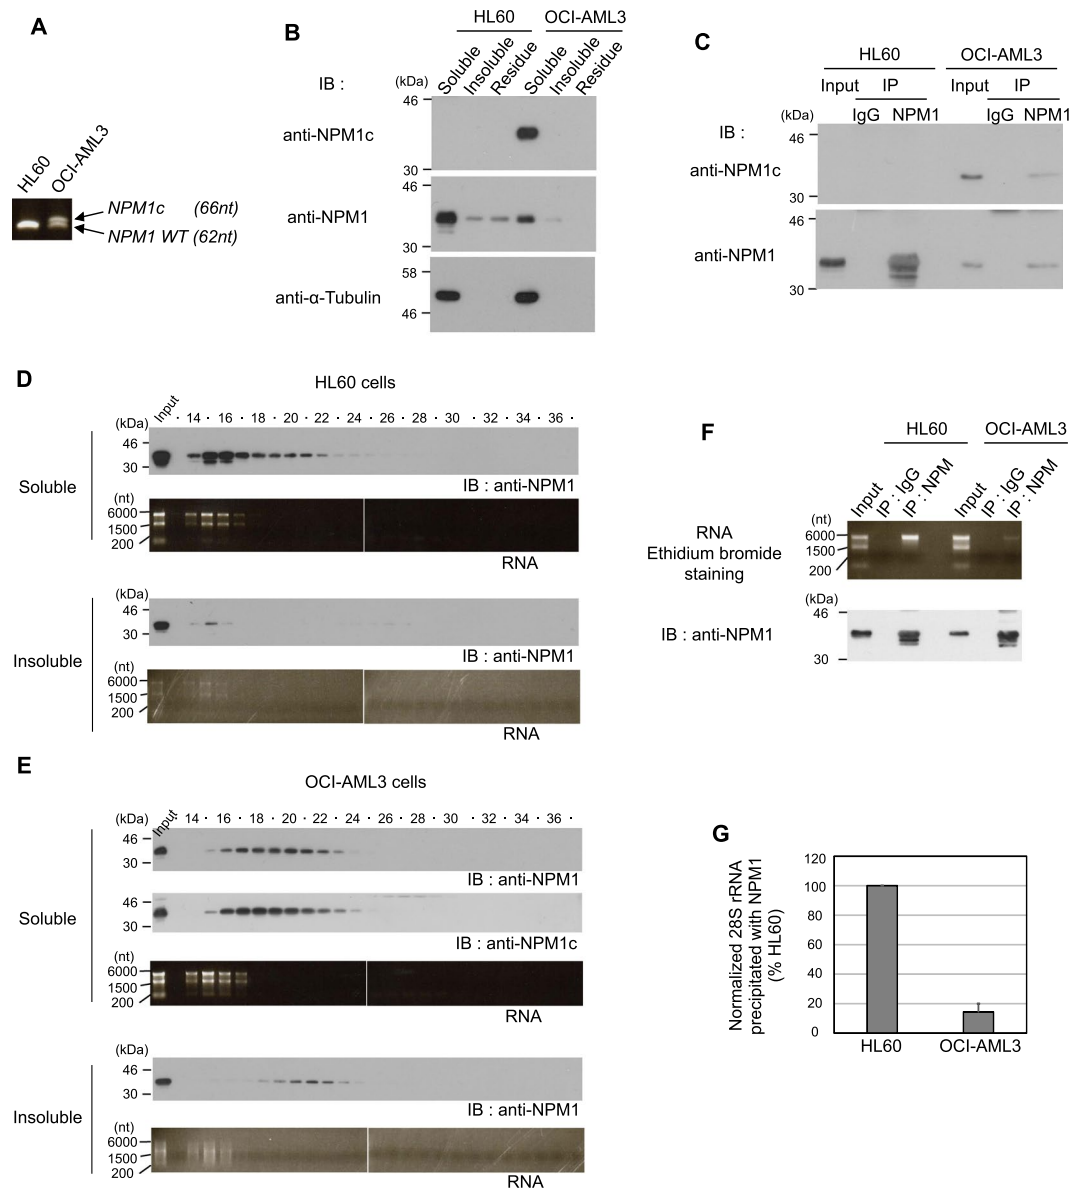 A
HL60
OCI-AML3
NPM1c (66nt)
NPM1 WT (62nt)
B
HL60 OCI-AML3
IB :
(kDa)
Soluble
Insoluble
Residue
Soluble
Insoluble
Residue
46
anti-NPM1c
30
46
anti-NPM1
30
58
anti-α-Tubulin
46
C
HL60 OCI-AML3
Input IP Input IP
IgG NPM1 IgG NPM1
IB :
(kDa)
46
anti-NPM1c
30
46
anti-NPM1
30
D
HL60 cells
Input
· 14 · 16 · 18 · 20 · 22 · 24 · 26 · 28 · 30 · 32 · 34 · 36 ·
(kDa)
46
30
IB : anti-NPM1
Soluble
(nt)
6000
1500
200
RNA
(kDa)
46
30
IB : anti-NPM1
Insoluble
(nt)
6000
1500
200
RNA
E
OCI-AML3 cells
(kDa)
Input
14 · 16 · 18 · 20 · 22 · 24 · 26 · 28 · 30 · 32 · 34 · 36 ·
46
30
IB : anti-NPM1
46
30
IB : anti-NPM1c
Soluble
(nt)
6000
1500
200
RNA
(kDa)
46
30
IB : anti-NPM1
Insoluble
(nt)
6000
1500
200
RNA
F
HL60 OCI-AML3
Input
IP : IgG
IP : NPM
Input
IP : IgG
IP : NPM
(nt)
6000
1500
200
RNA
Ethidium bromide
staining
(kDa)
46
IB : anti-NPM1
30
G
Normalized 28S rRNA
precipitated with NPM1
(% HL60)
120
100
80
60
40
20
0
HL60 OCI-AML3